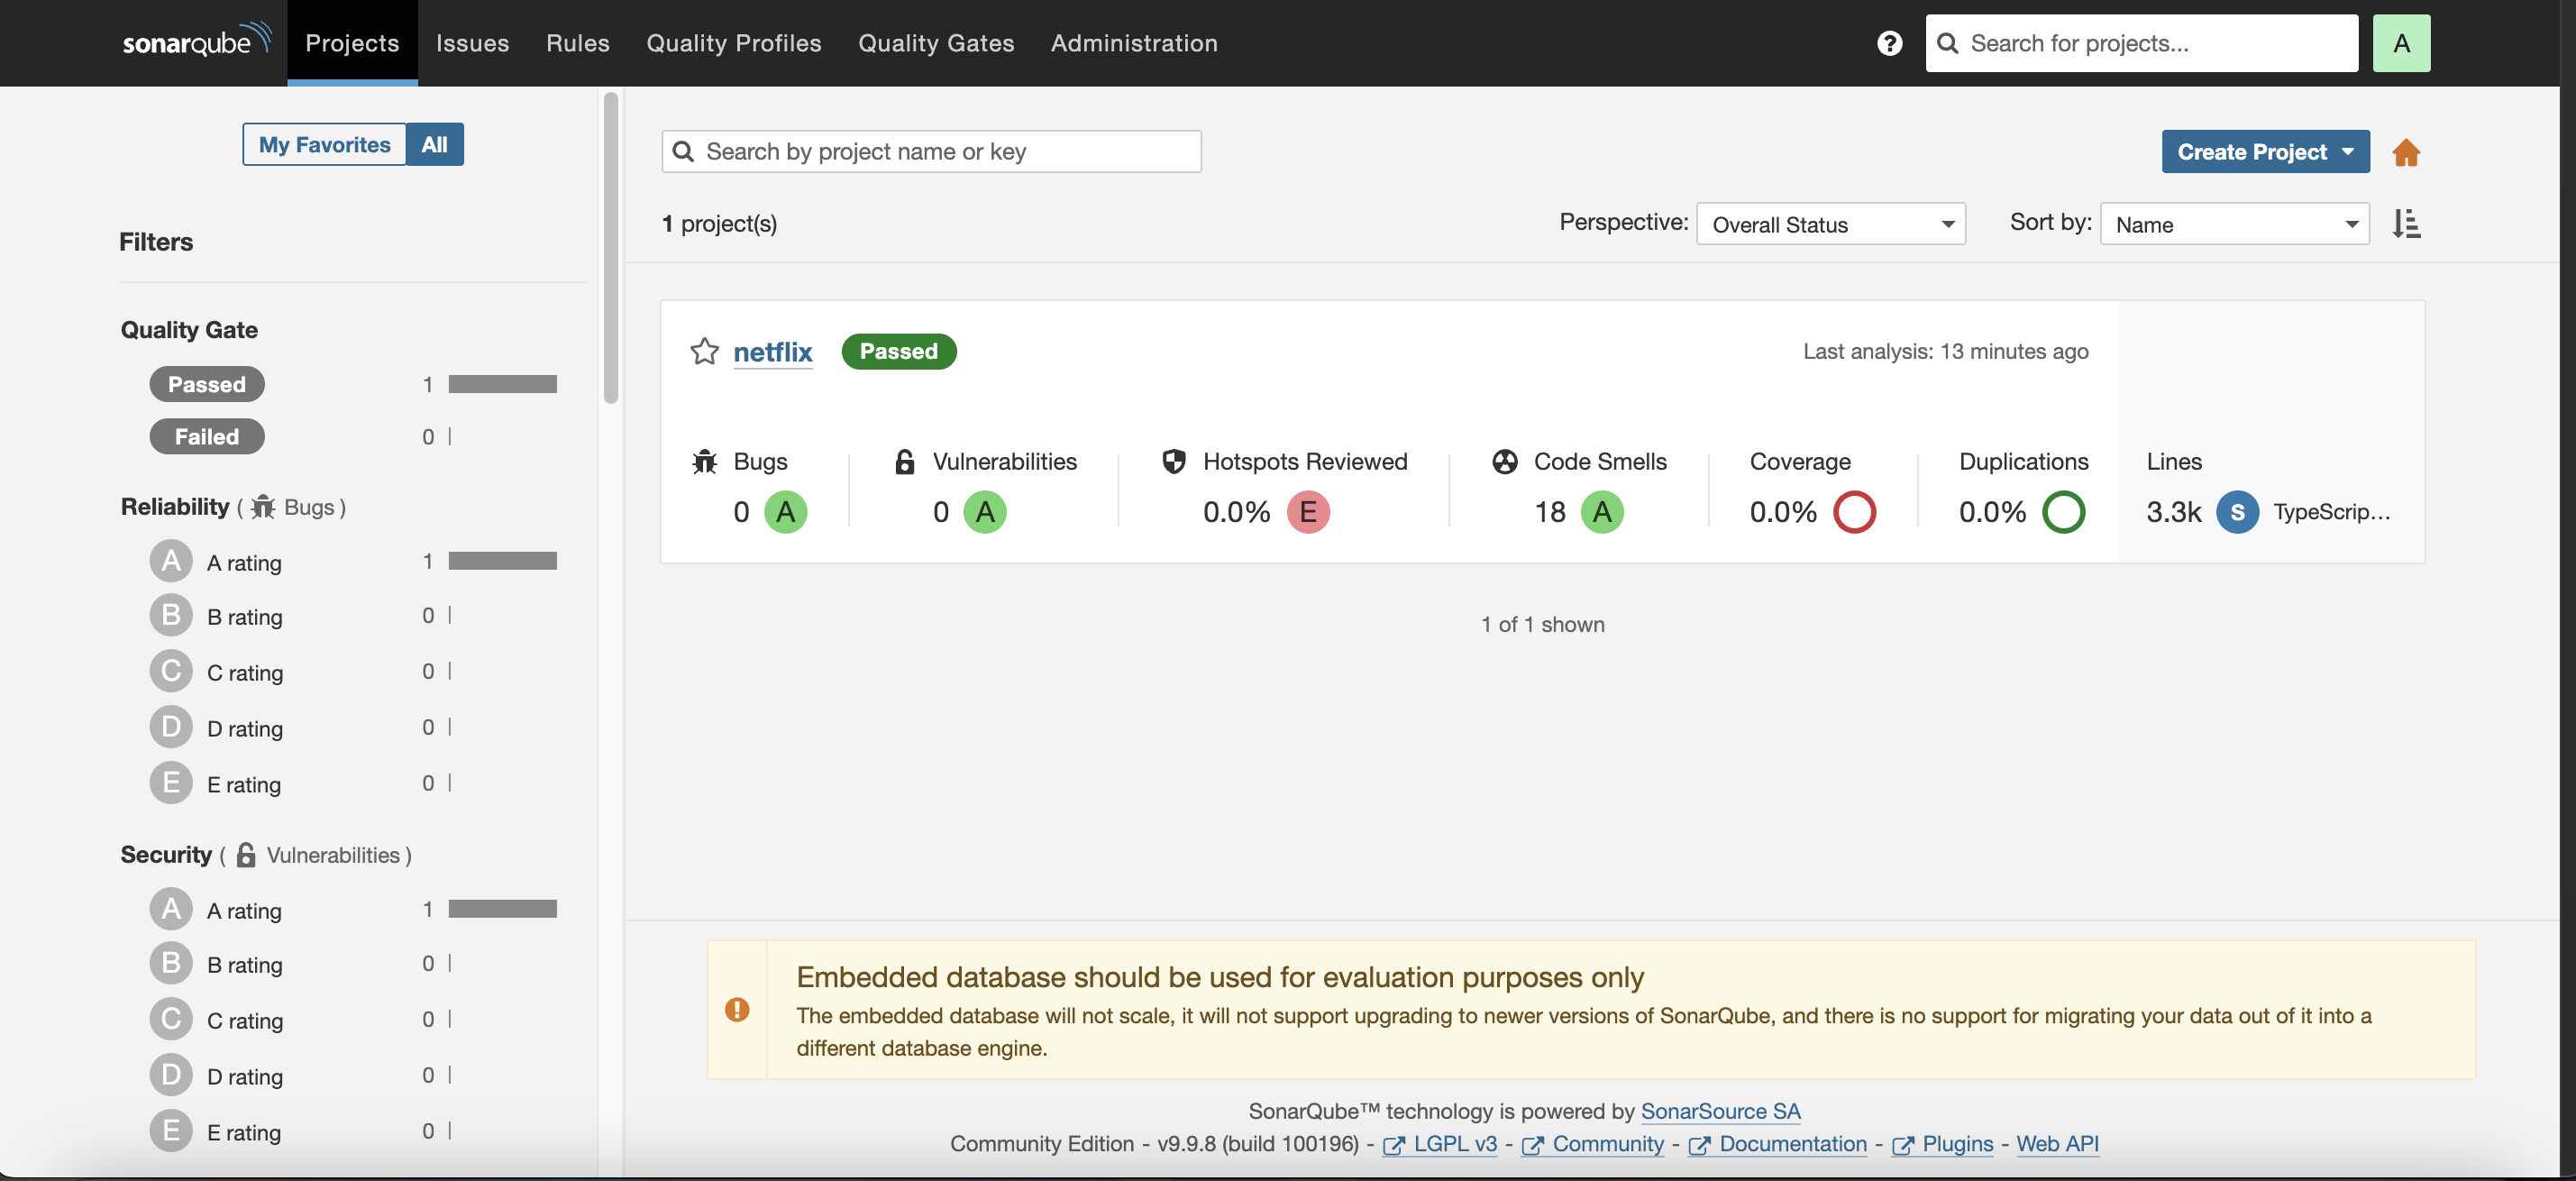 sonarqube Projects Issues Rules Quality Profiles Quality Gates Administration ? Search for projects... A
My Favorites All
Filters
Quality Gate
Passed 1
Failed 0
Reliability ( Bugs )
A A rating 1
B B rating 0
C C rating 0
D D rating 0
E E rating 0
Security ( Vulnerabilities )
A A rating 1
B B rating 0
C C rating 0
D D rating 0
E E rating 0
Search by project name or key
Create Project
1 project(s)
Perspective: Overall Status
Sort by: Name
netflix Passed Last analysis: 13 minutes ago
Bugs Vulnerabilities Hotspots Reviewed Code Smells Coverage Duplications Lines
0 A 0 A 0.0% E 18 A 0.0% 0.0% 3.3k S TypeScrip...
1 of 1 shown
Embedded database should be used for evaluation purposes only
The embedded database will not scale, it will not support upgrading to newer versions of SonarQube, and there is no support for migrating your data out of it into a
different database engine.
SonarQube™ technology is powered by SonarSource SA
Community Edition - v9.9.8 (build 100196) - LGPL v3 - Community - Documentation - Plugins - Web API